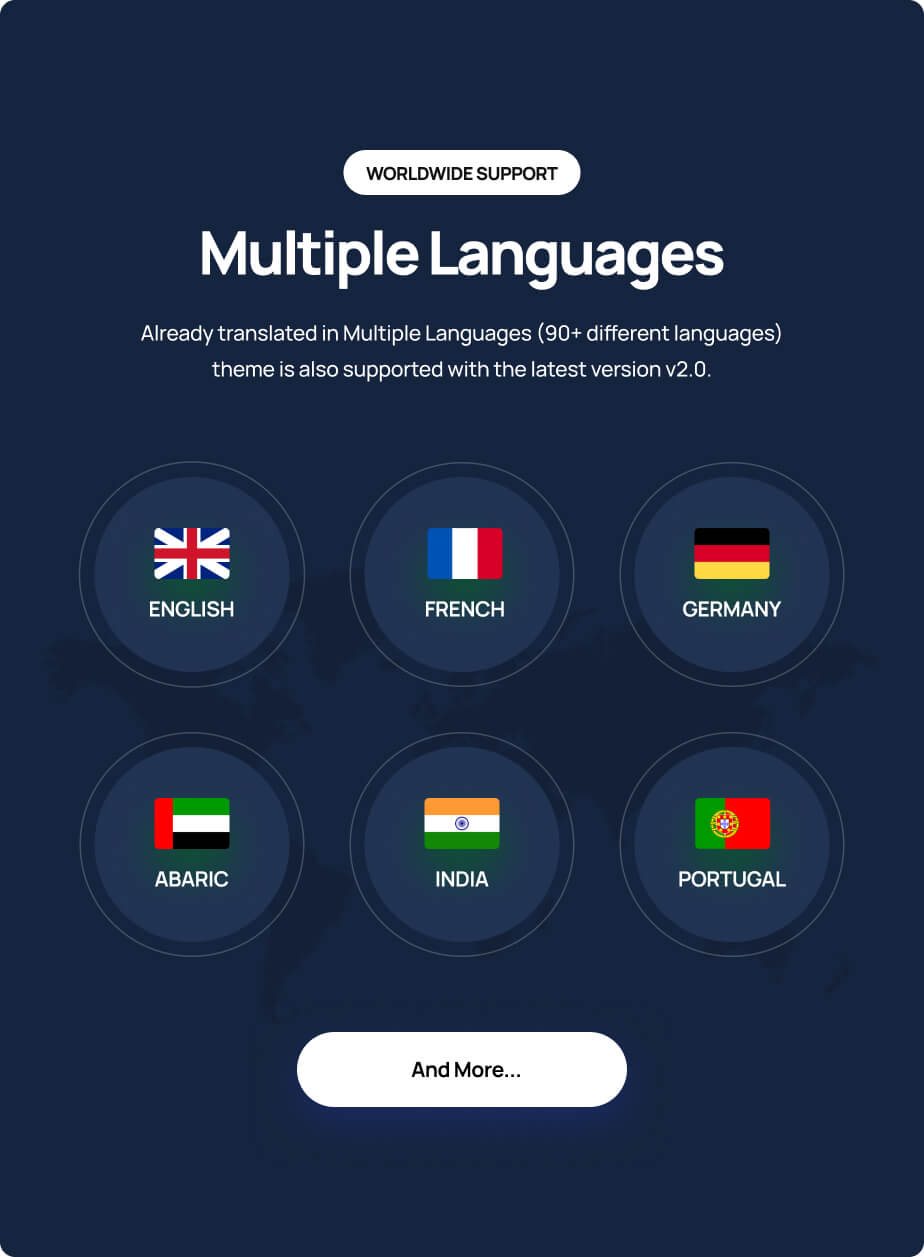 WORLDWIDE SUPPORT
Multiple Languages
Already translated in Multiple Languages (90+ different languages)
theme is also supported with the latest version v2.0.
ENGLISH
FRENCH
GERMANY
ABARIC
INDIA
PORTUGAL
And More...